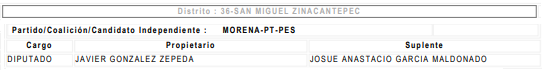 Distrito : 36-SAN MIGUEL ZINACANTEPEC
Partido/Coalición/Candidato Independiente : MORENA-PT-PES
Cargo Propietario Suplente
DIPUTADO JAVIER GONZALEZ ZEPEDA JOSUE ANASTACIO GARCIA MALDONADO